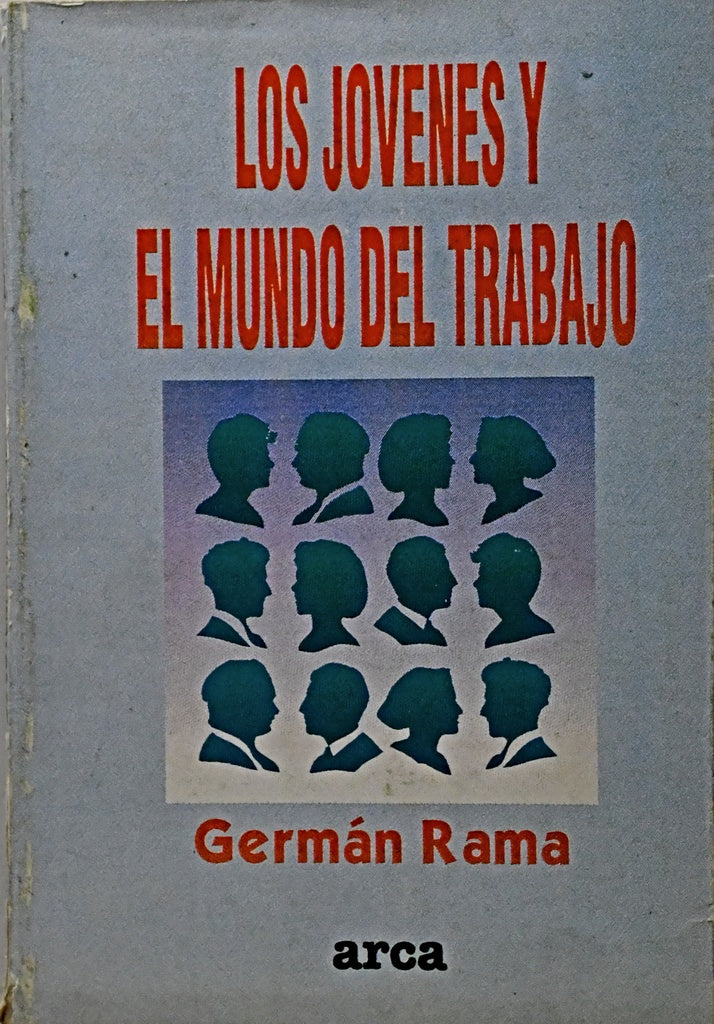 LOS JOVENES Y
EL MUNDO DEL TRABAJO
Germán Rama
arca